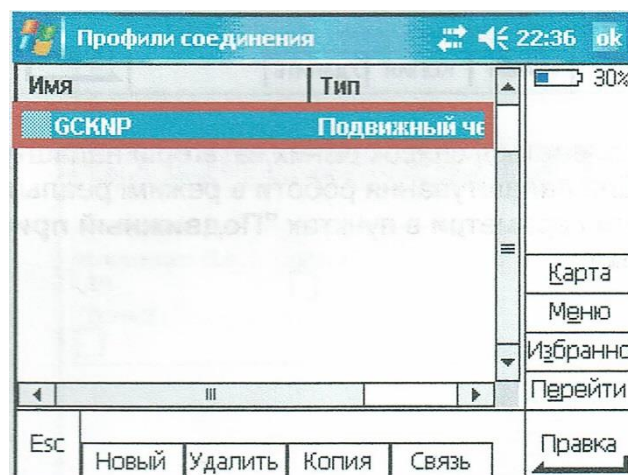 Профили соединения 22:36 ok
Имя Тип 30%
GCKNP Подвижный че
Карта
Меню
Избранно
Перейти
Esc Новый Удалить Копия Связь Правка